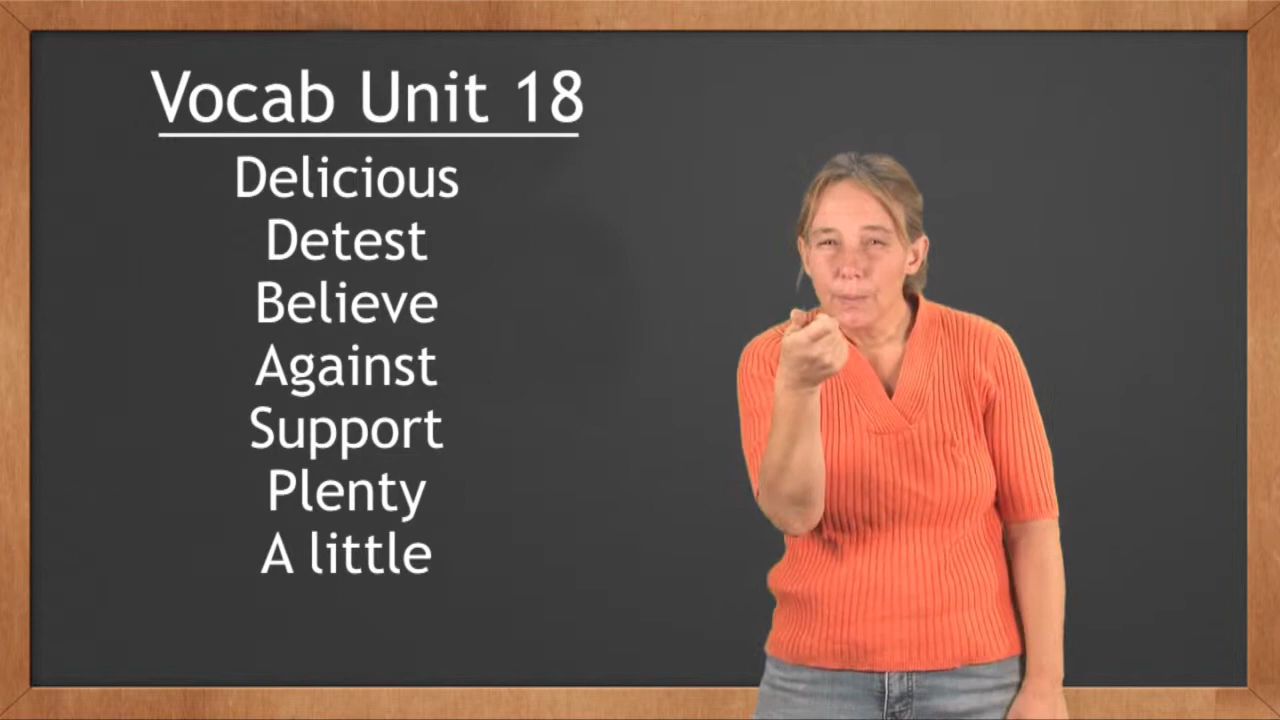 Vocab Unit 18
Delicious
Detest
Believe
Against
Support
Plenty
A little